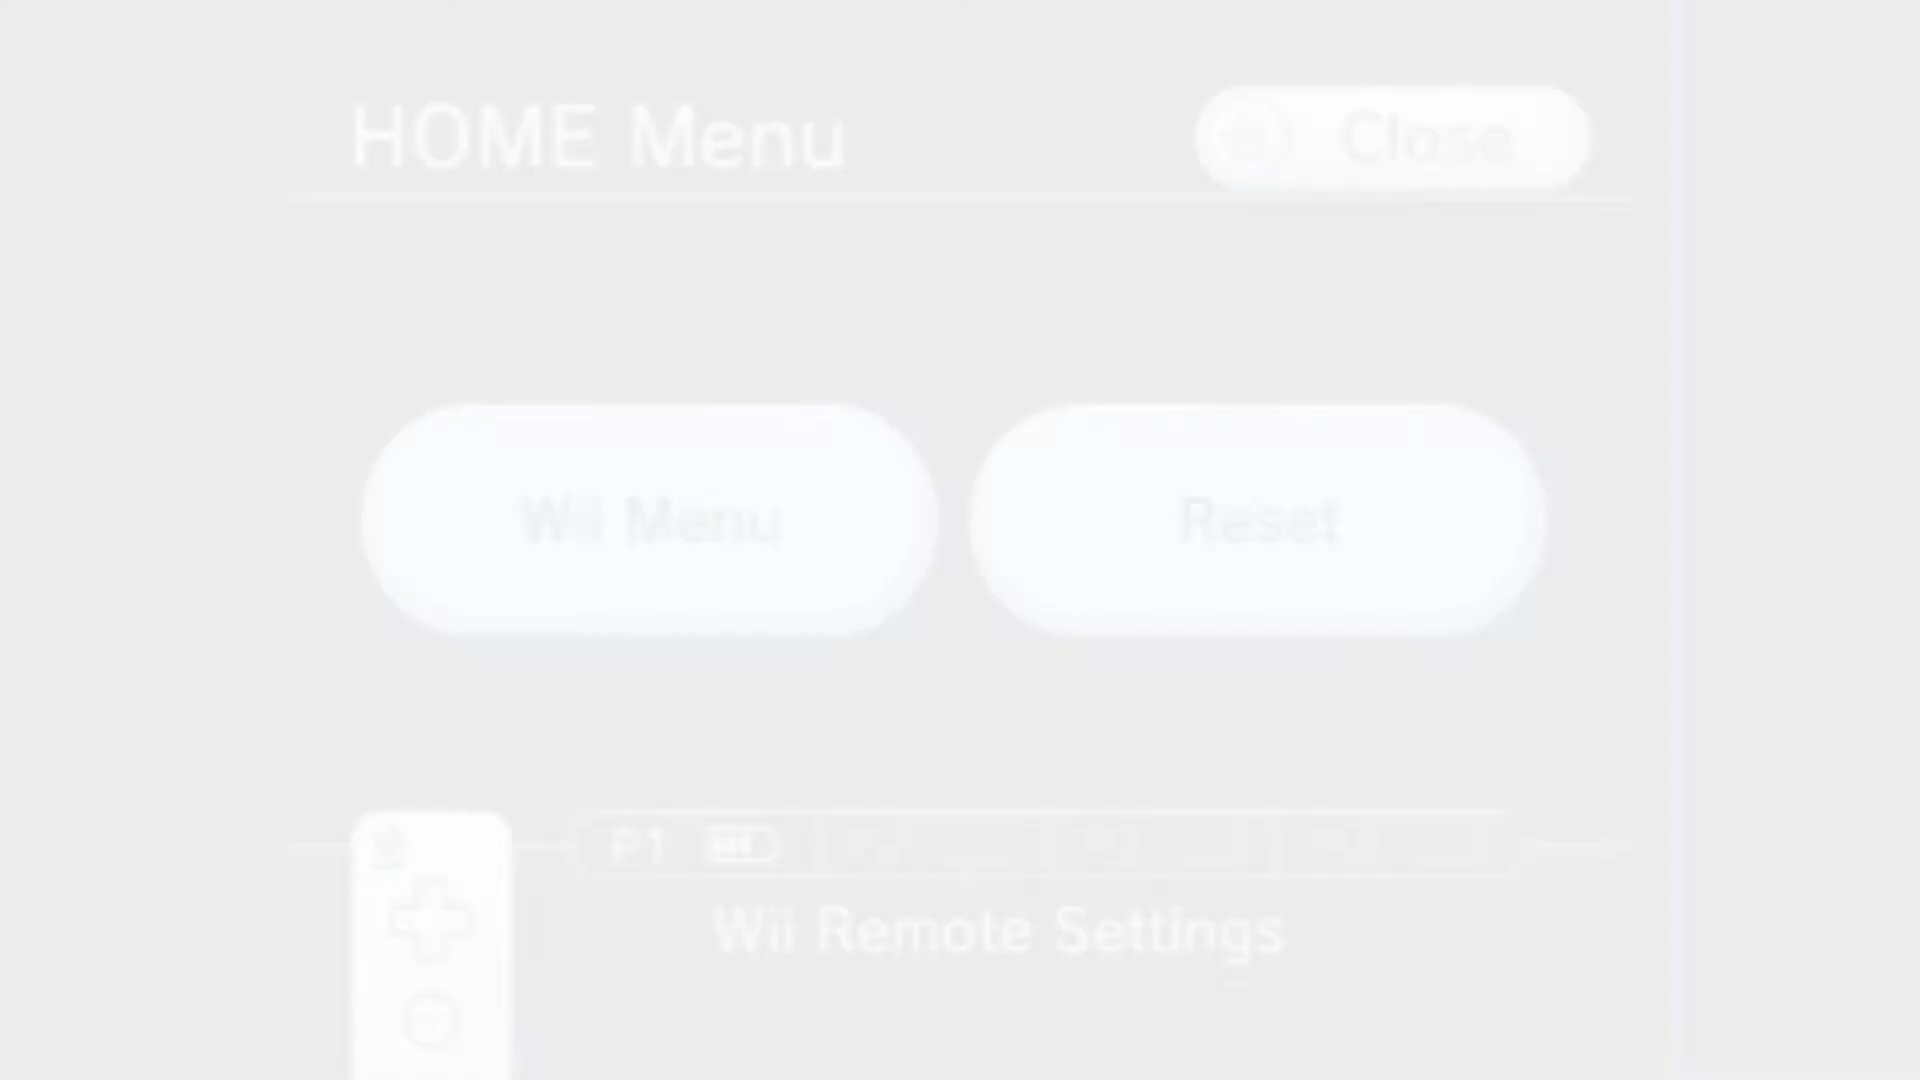 HOME Menu
Close
Wii Menu
Reset
P1
Wii Remote Settings